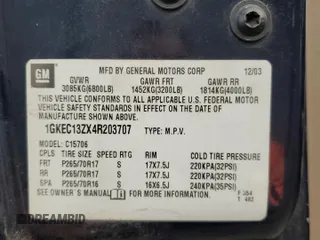 GM
MFD BY GENERAL MOTORS CORP 12/03
GVWR GAWR FRT GAWR RR
3085KG(6800LB) 1452KG(3200LB) 1814KG(4000LB)
THIS VEHICLE CONFORMS TO ALL APPLICABLE U.S. FEDERAL MOTOR
VEHICLE SAFETY STANDARDS IN EFFECT ON THE DATE OF
MANUFACTURE SHOWN ABOVE.
1GKEC13ZX4R203707 TYPE: M.P.V.
MODEL: C15706
CPLS TIRE SIZE SPEED RTG RIM COLD TIRE PRESSURE
FRT P265/70R17 S 17X7.5J 220KPA(32PSI)
RR P265/70R17 S 17X7.5J 220KPA(32PSI)
SPA P265/70R16 S 16X6.5J 240KPA(35PSI)
SEE OWNER'S MANUAL FOR MORE INFORMATION.
DREAMBID